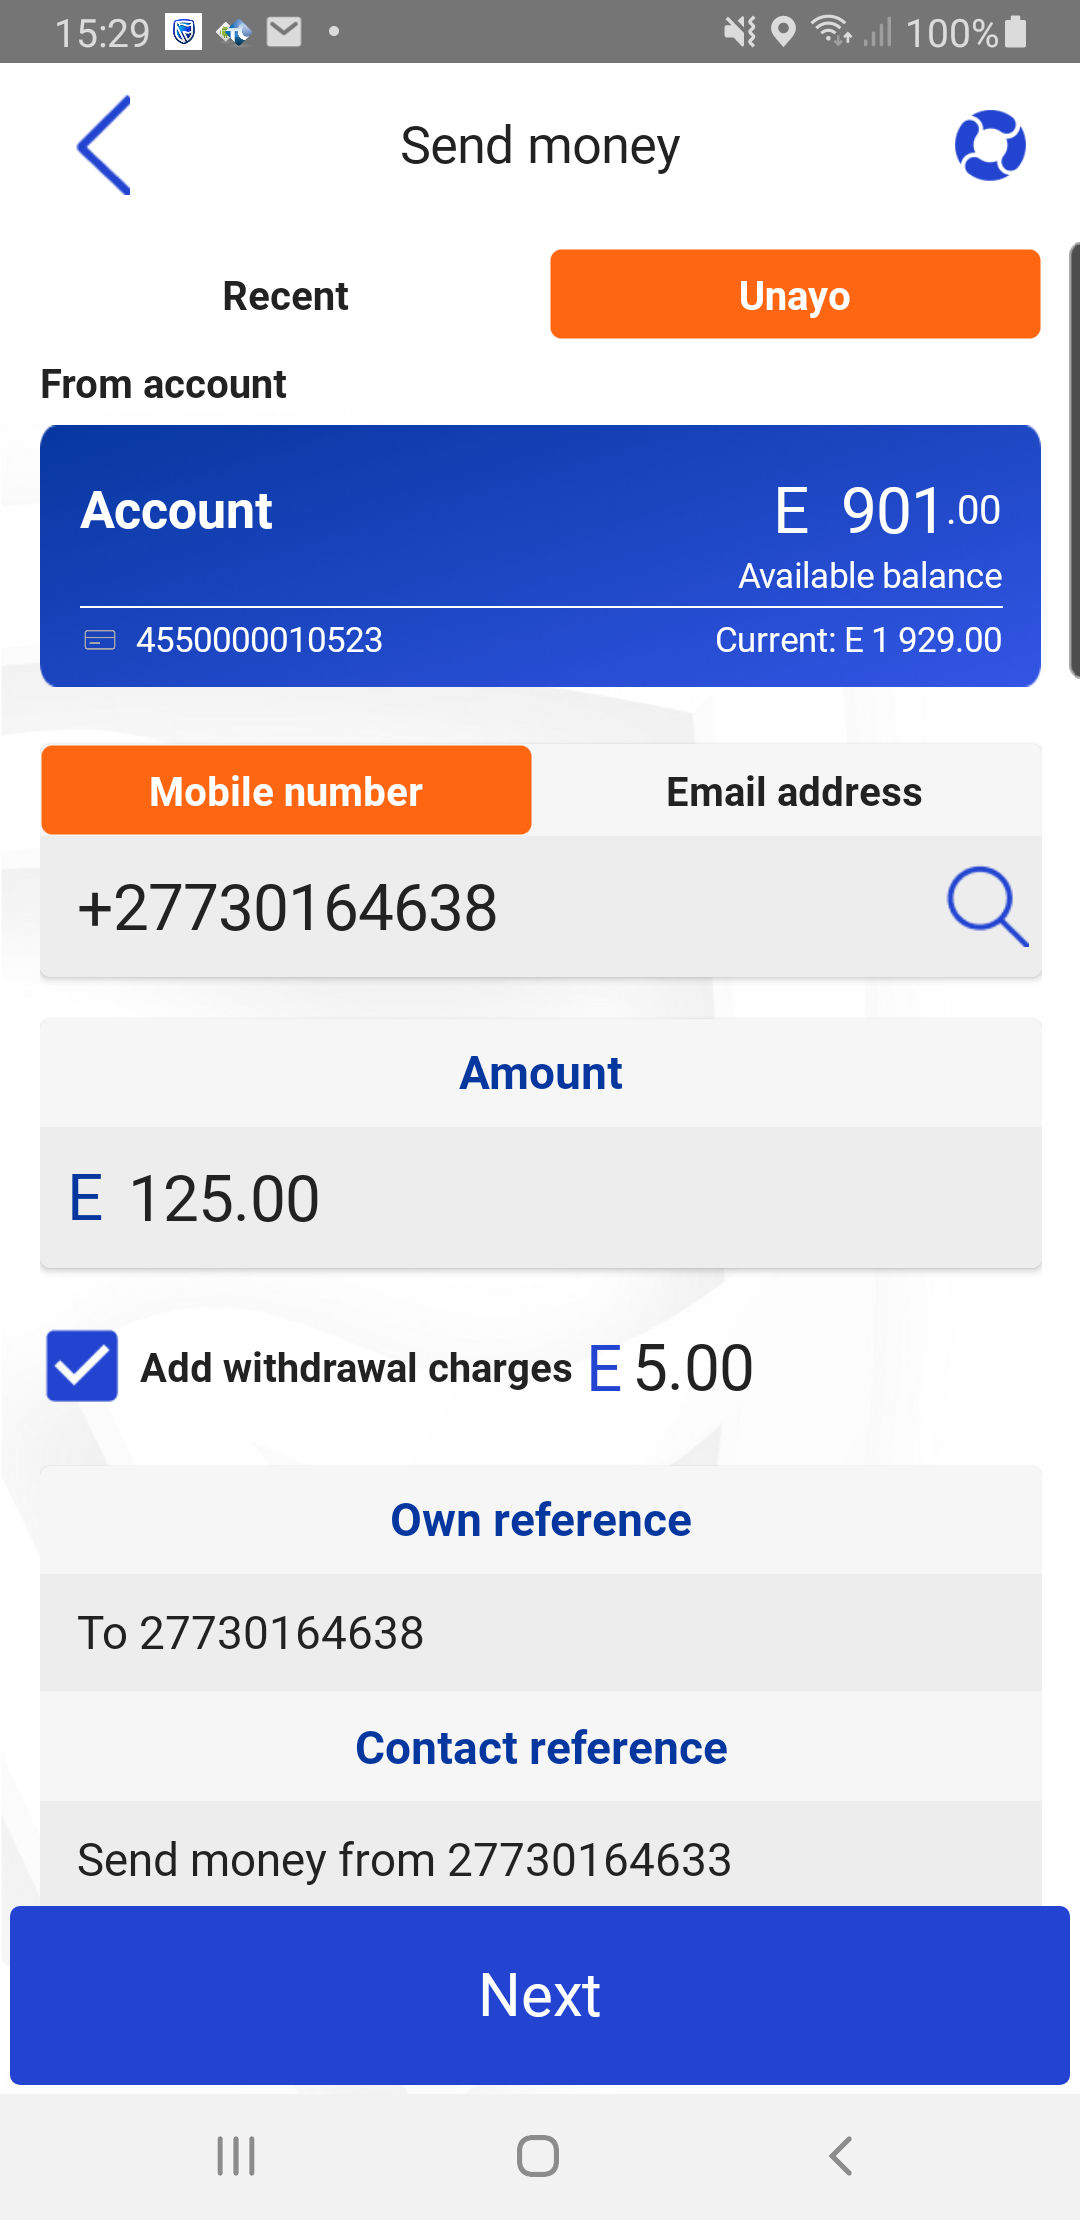 15:29 100%
Send money
Recent Unayo
From account
Account E 901.00
Available balance
4550000010523 Current: E 1 929.00
Mobile number Email address
+27730164638
Amount
E 125.00
Add withdrawal charges E 5.00
Own reference
To 27730164638
Contact reference
Send money from 27730164633
Next